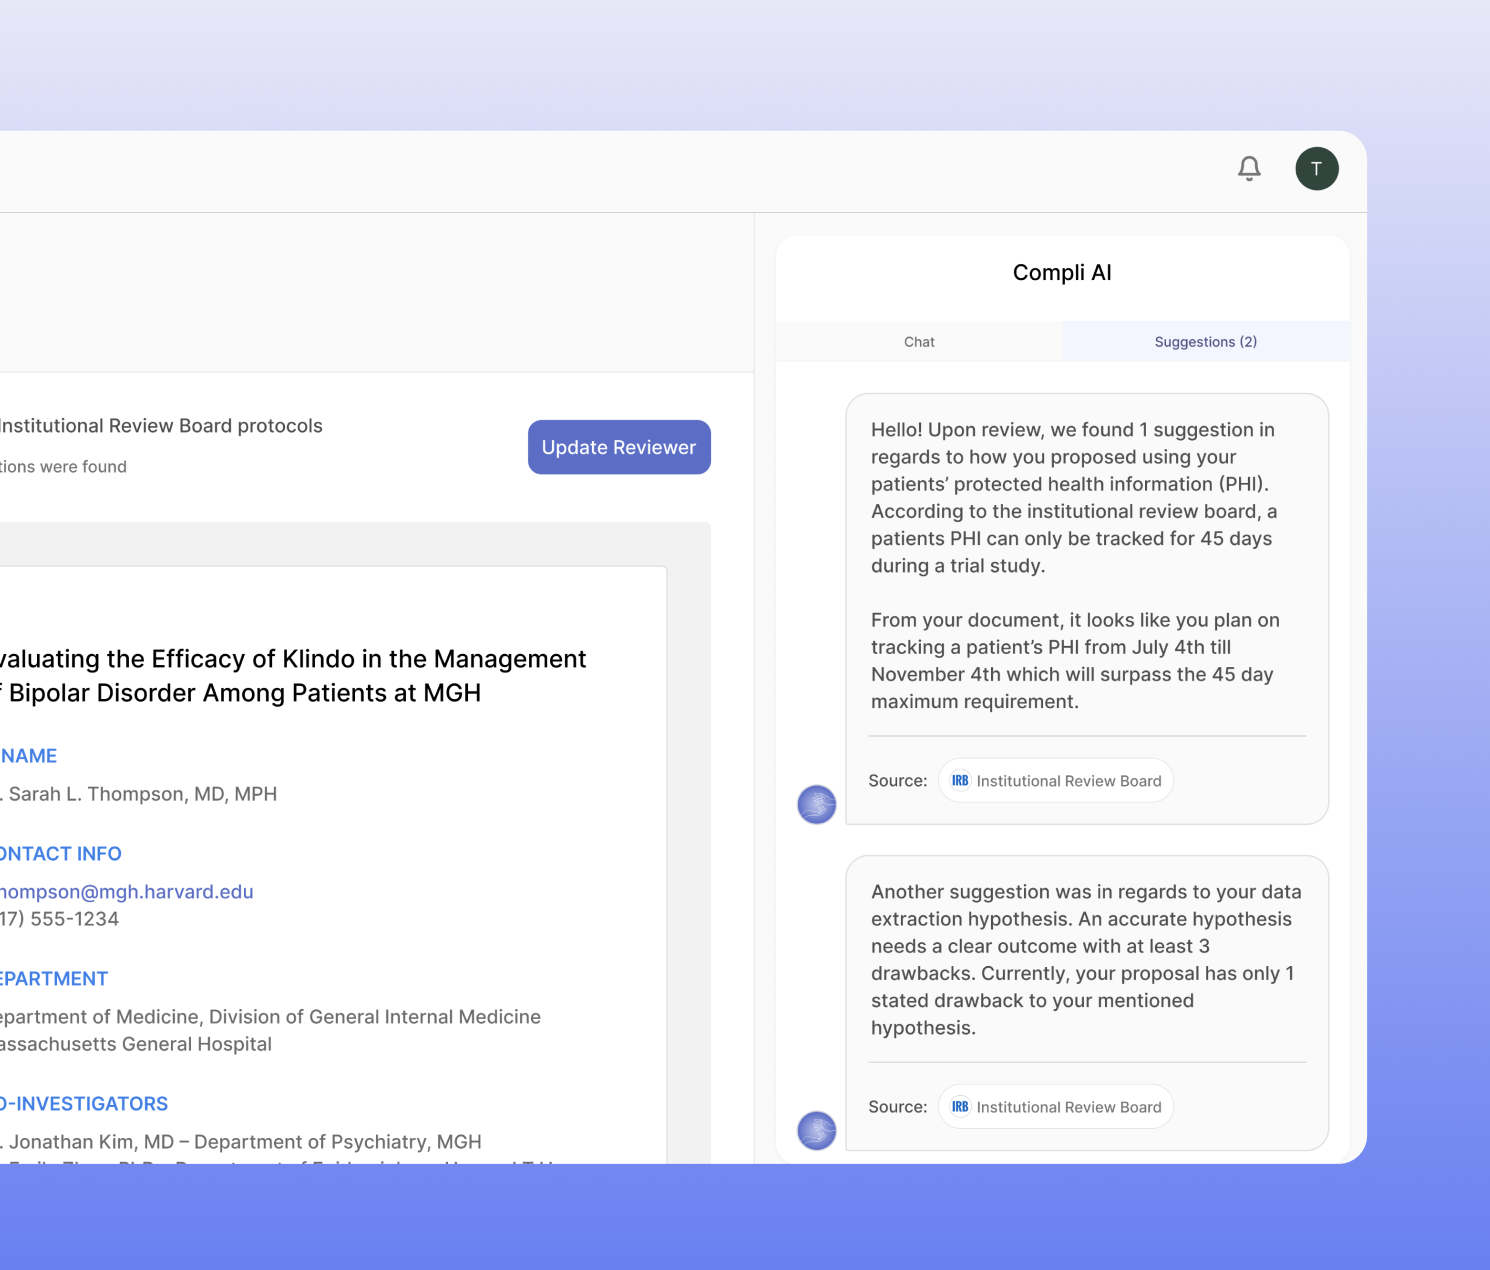 T
Compli AI
Chat
Suggestions (2)
Institutional Review Board protocols
tions were found
Update Reviewer
valuating the Efficacy of Klindo in the Management
f Bipolar Disorder Among Patients at MGH
NAME
. Sarah L. Thompson, MD, MPH
ONTACT INFO
hompson@mgh.harvard.edu
17) 555-1234
EPARTMENT
epartment of Medicine, Division of General Internal Medicine
assachusetts General Hospital
O-INVESTIGATORS
. Jonathan Kim, MD – Department of Psychiatry, MGH
Hello! Upon review, we found 1 suggestion in
regards to how you proposed using your
patients’ protected health information (PHI).
According to the institutional review board, a
patients PHI can only be tracked for 45 days
during a trial study.
From your document, it looks like you plan on
tracking a patient’s PHI from July 4th till
November 4th which will surpass the 45 day
maximum requirement.
Source: IRB Institutional Review Board
Another suggestion was in regards to your data
extraction hypothesis. An accurate hypothesis
needs a clear outcome with at least 3
drawbacks. Currently, your proposal has only 1
stated drawback to your mentioned
hypothesis.
Source: IRB Institutional Review Board